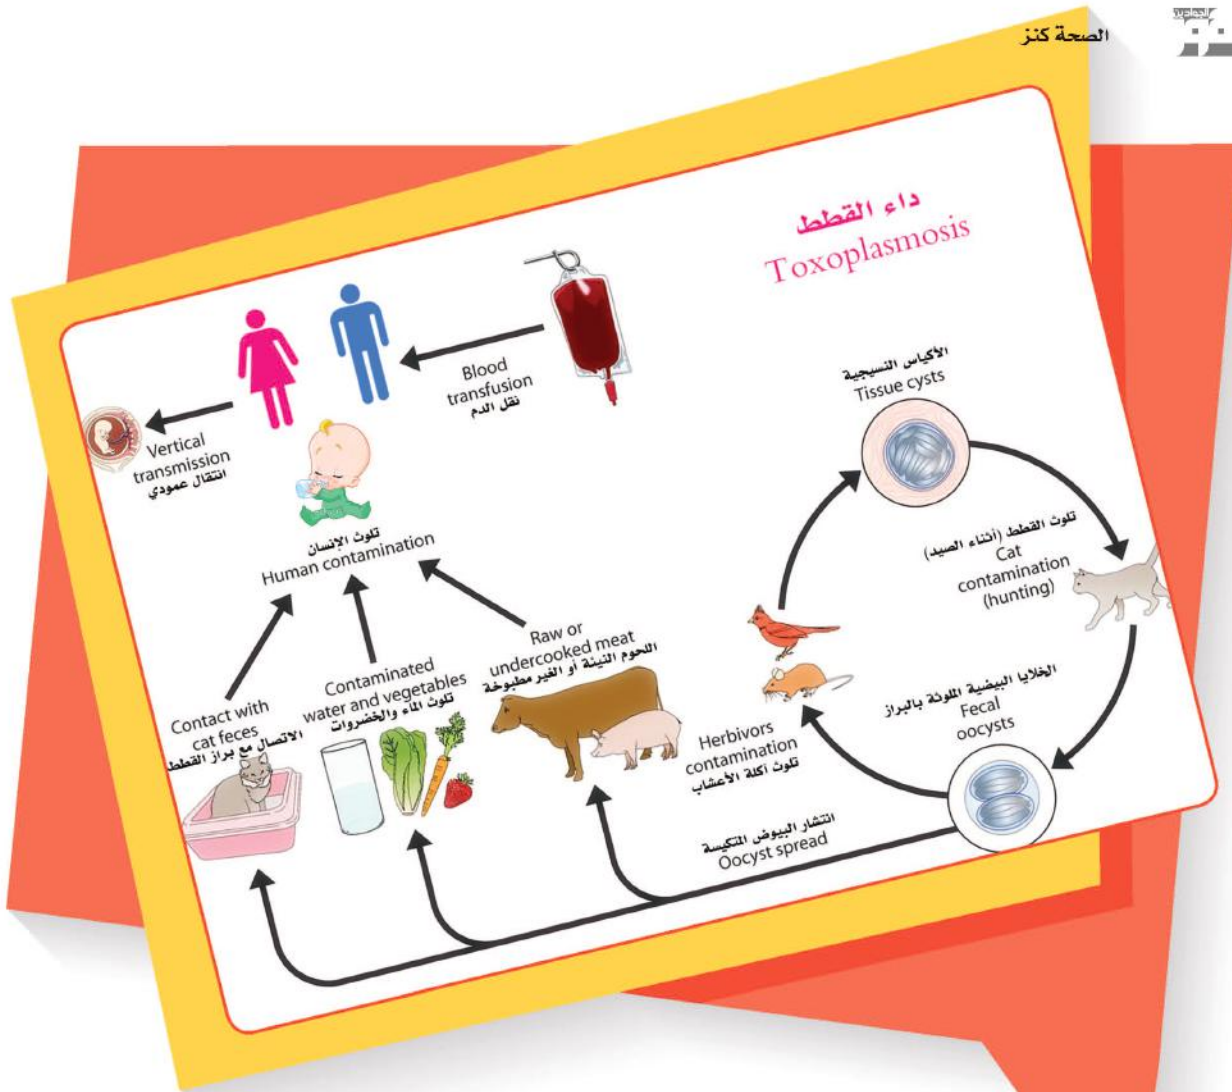 الصحة كنز
الجوادين
داء القطط
Toxoplasmosis
Blood
transfusion
نقل الدم
Vertical
transmission
انتقال عمودي
تلوث الإنسان
Human contamination
Contact with
cat feces
الاتصال مع براز القطط
Contaminated
water and vegetables
تلوث الماء والخضروات
Raw or
undercooked meat
اللحوم النيئة أو الغير مطبوخة
الأكياس النسيجية
Tissue cysts
تلوث القطط (أثناء الصيد)
Cat
contamination
(hunting)
الخلايا البيضية الملوثة بالبراز
Fecal
oocysts
Herbivors
contamination
تلوث آكلة الأعشاب
انتشار البيوض المتكيسة
Oocyst spread